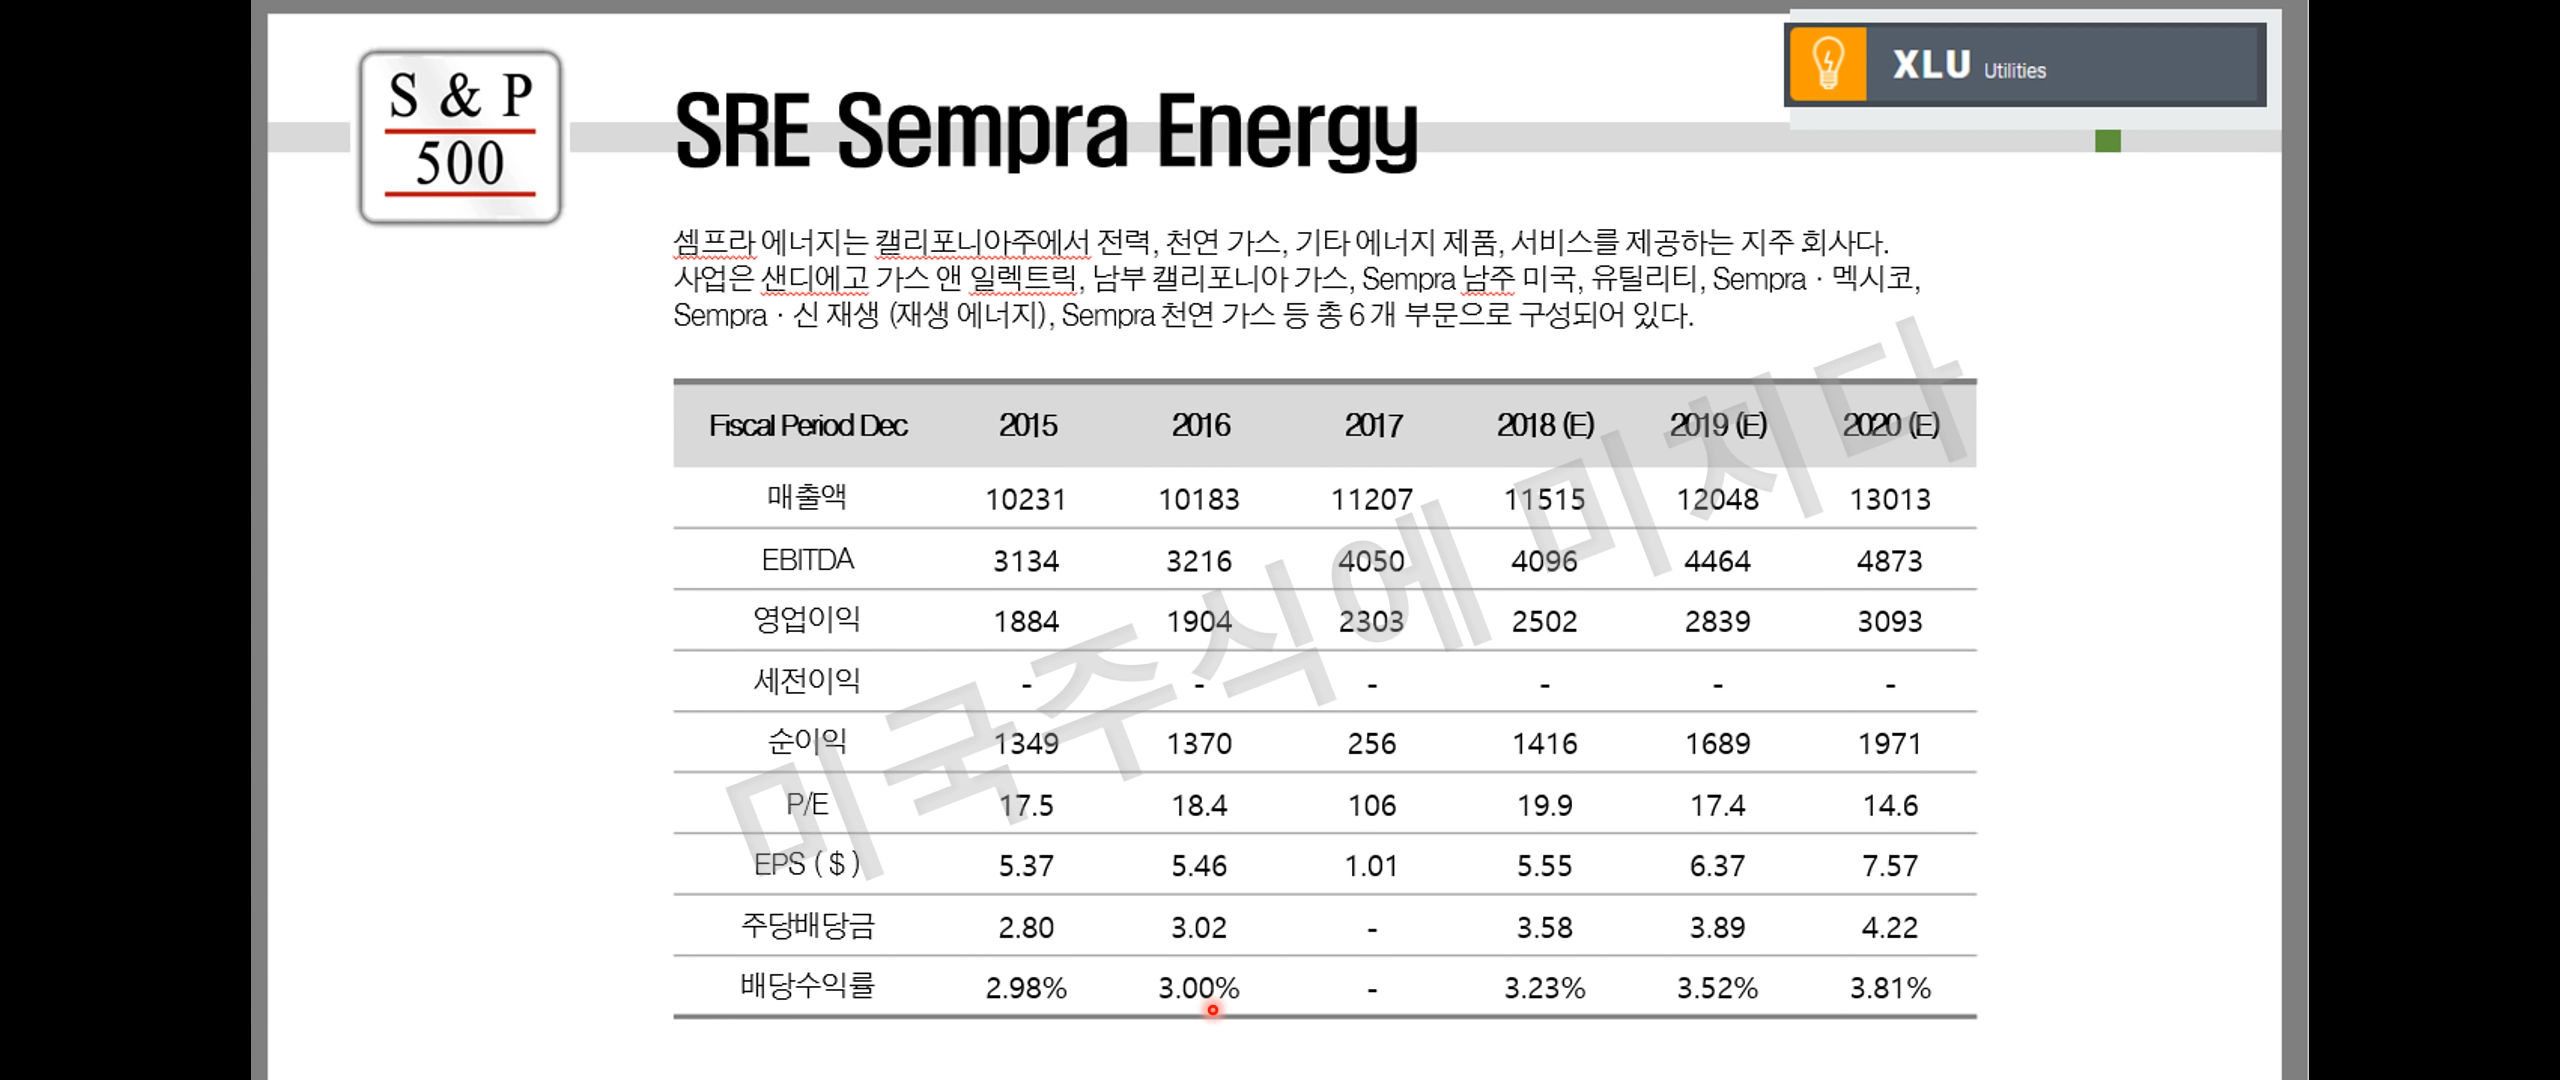 S & P
500
XLU Utilities
SRE Sempra Energy
셈프라 에너지는 캘리포니아주에서 전력, 천연 가스, 기타 에너지 제품, 서비스를 제공하는 지주 회사다.
사업은 샌디에고 가스 앤 일렉트릭, 남부 캘리포니아 가스, Sempra 남주 미국, 유틸리티, Sempra · 멕시코,
Sempra · 신 재생 (재생 에너지), Sempra 천연 가스 등 총 6개 부문으로 구성되어 있다.
Fiscal Period Dec 2015 2016 2017 2018 (E) 2019 (E) 2020 (E)
매출액 10231 10183 11207 11515 12048 13013
EBITDA 3134 3216 4050 4096 4464 4873
영업이익 1884 1904 2303 2502 2839 3093
세전이익 - - - - - -
순이익 1349 1370 256 1416 1689 1971
P/E 17.5 18.4 106 19.9 17.4 14.6
EPS ( $ ) 5.37 5.46 1.01 5.55 6.37 7.57
주당배당금 2.80 3.02 - 3.58 3.89 4.22
배당수익률 2.98% 3.00% - 3.23% 3.52% 3.81%
미국주식에 미치다